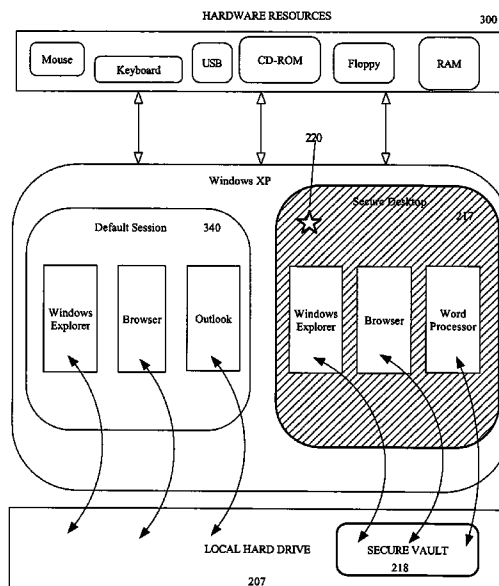 HARDWARE RESOURCES
300
Mouse
Keyboard
USB
CD-ROM
Floppy
RAM
220
Windows XP
Secure Desktop
Default Session
340
217
Windows
Explorer
Browser
Outlook
Windows
Explorer
Browser
Word
Processor
LOCAL HARD DRIVE
SECURE VAULT
218
207